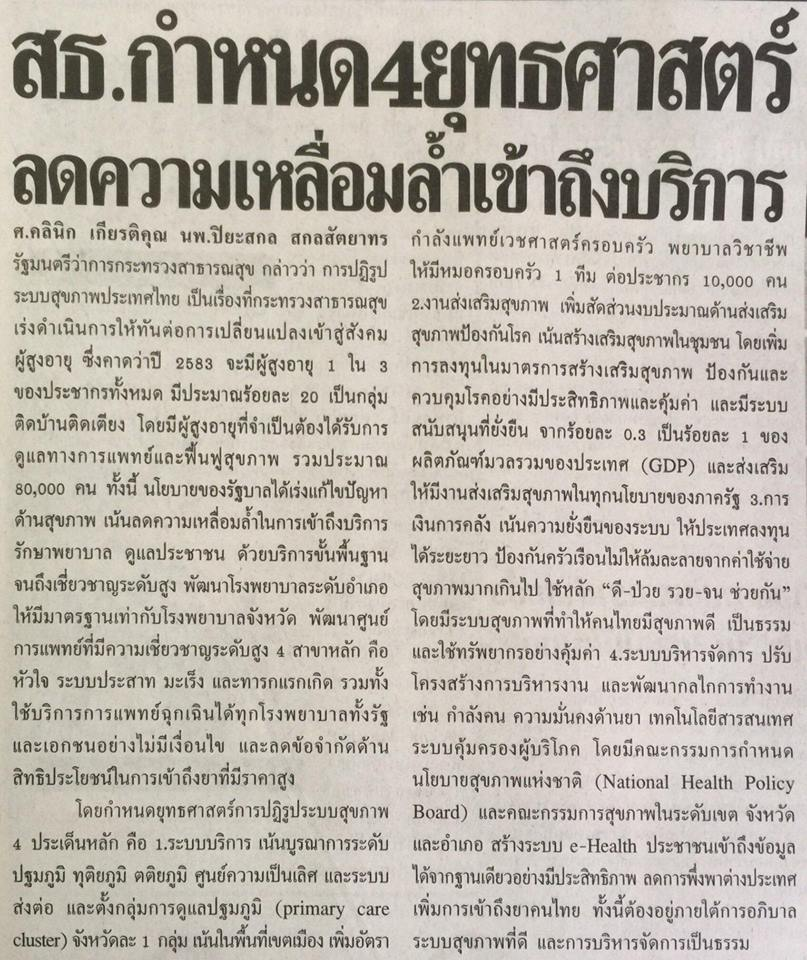 สธ.กำหนด4ยุทธศาสตร์
ลดความเหลื่อมล้ำเข้าถึงบริการ
ศ.คลินิก เกียรติคุณ นพ.ปิยะสกล สกลสัตยาทร
รัฐมนตรีว่าการกระทรวงสาธารณสุข กล่าวว่า การปฏิรูป
ระบบสุขภาพประเทศไทย เป็นเรื่องที่กระทรวงสาธารณสุข
เร่งดำเนินการให้ทันต่อการเปลี่ยนแปลงเข้าสู่สังคม
ผู้สูงอายุ ซึ่งคาดว่าปี 2583 จะมีผู้สูงอายุ 1 ใน 3
ของประชากรทั้งหมด มีประมาณร้อยละ 20 เป็นกลุ่ม
ติดบ้านติดเตียง โดยมีผู้สูงอายุที่จำเป็นต้องได้รับการ
ดูแลทางการแพทย์และฟื้นฟูสุขภาพ รวมประมาณ
80,000 คน ทั้งนี้ นโยบายของรัฐบาลได้เร่งแก้ไขปัญหา
ด้านสุขภาพ เน้นลดความเหลื่อมล้ำในการเข้าถึงบริการ
รักษาพยาบาล ดูแลประชาชน ด้วยบริการขั้นพื้นฐาน
จนถึงเชี่ยวชาญระดับสูง พัฒนาโรงพยาบาลระดับอำเภอ
ให้มีมาตรฐานเท่ากับโรงพยาบาลจังหวัด พัฒนาศูนย์
การแพทย์ที่มีความเชี่ยวชาญระดับสูง 4 สาขาหลัก คือ
หัวใจ ระบบประสาท มะเร็ง และทารกแรกเกิด รวมทั้ง
ใช้บริการการแพทย์ฉุกเฉินได้ทุกโรงพยาบาลทั้งรัฐ
และเอกชนอย่างไม่มีเงื่อนไข และลดข้อจำกัดด้าน
สิทธิประโยชน์ในการเข้าถึงยาที่มีราคาสูง
โดยกำหนดยุทธศาสตร์การปฏิรูประบบสุขภาพ
4 ประเด็นหลัก คือ 1.ระบบบริการ เน้นบูรณาการระดับ
ปฐมภูมิ ทุติยภูมิ ตติยภูมิ ศูนย์ความเป็นเลิศ และระบบ
ส่งต่อ และตั้งกลุ่มการดูแลปฐมภูมิ (primary care
cluster) จังหวัดละ 1 กลุ่ม เน้นในพื้นที่เขตเมือง เพิ่มอัตรา
กำลังแพทย์เวชศาสตร์ครอบครัว พยาบาลวิชาชีพ
ให้มีหมอครอบครัว 1 ทีม ต่อประชากร 10,000 คน
2.งานส่งเสริมสุขภาพ เพิ่มสัดส่วนงบประมาณด้านส่งเสริม
สุขภาพป้องกันโรค เน้นสร้างเสริมสุขภาพในชุมชน โดยเพิ่ม
การลงทุนในมาตรการสร้างเสริมสุขภาพ ป้องกันและ
ควบคุมโรคอย่างมีประสิทธิภาพและคุ้มค่า และมีระบบ
สนับสนุนที่ยั่งยืน จากร้อยละ 0.3 เป็นร้อยละ 1 ของ
ผลิตภัณฑ์มวลรวมของประเทศ (GDP) และส่งเสริม
ให้มีงานส่งเสริมสุขภาพในทุกนโยบายของภาครัฐ 3.การ
เงินการคลัง เน้นความยั่งยืนของระบบ ให้ประเทศลงทุน
ได้ระยะยาว ป้องกันครัวเรือนไม่ให้ล้มละลายจากค่าใช้จ่าย
สุขภาพมากเกินไป ใช้หลัก “ดี-ป่วย รวย-จน ช่วยกัน”
โดยมีระบบสุขภาพที่ทำให้คนไทยมีสุขภาพดี เป็นธรรม
และใช้ทรัพยากรอย่างคุ้มค่า 4.ระบบบริหารจัดการ ปรับ
โครงสร้างการบริหารงาน และพัฒนากลไกการทำงาน
เช่น กำลังคน ความมั่นคงด้านยา เทคโนโลยีสารสนเทศ
ระบบคุ้มครองผู้บริโภค โดยมีคณะกรรมการกำหนด
นโยบายสุขภาพแห่งชาติ (National Health Policy
Board) และคณะกรรมการสุขภาพในระดับเขต จังหวัด
และอำเภอ สร้างระบบ e-Health ประชาชนเข้าถึงข้อมูล
ได้จากฐานเดียวอย่างมีประสิทธิภาพ ลดการพึ่งพาต่างประเทศ
เพิ่มการเข้าถึงยาคนไทย ทั้งนี้ต้องอยู่ภายใต้การอภิบาล
ระบบสุขภาพที่ดี และการบริหารจัดการเป็นธรรม